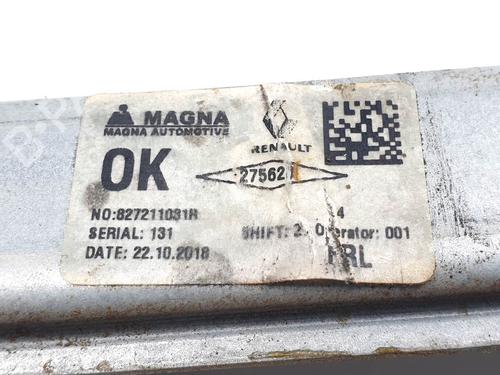 MAGNA
MAGNA AUTOMOTIVE
RENAULT
OK
27562
NO:827211031R
4
SERIAL: 131
SHIFT: 2
001
DATE: 22.10.2018
FRL